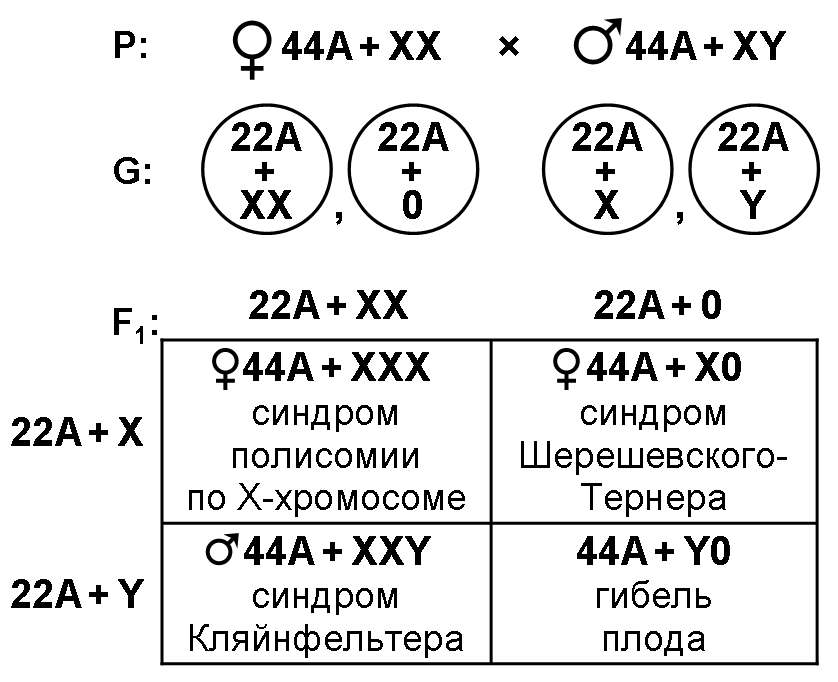 P: ♀ 44A + XX × ♂ 44A + XY
G: 22A + XX , 22A + 0 22A + X , 22A + Y
F1: 22A + XX 22A + 0
22A + X
♀ 44A + XXX
синдром
полисомии
по Х-хромосоме
♀ 44A + X0
синдром
Шерешевского-
Тернера
22A + Y
♂ 44A + XXY
синдром
Кляйнфельтера
44A + Y0
гибель
плода